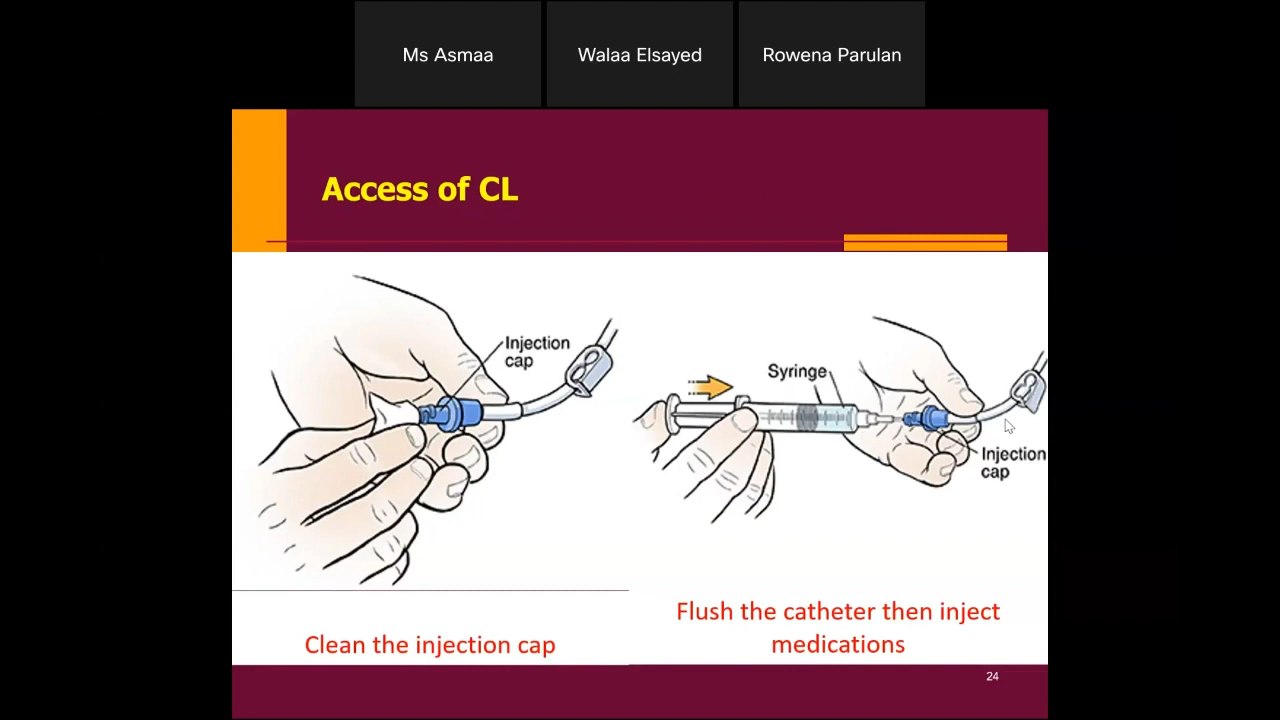 Ms Asmaa
Walaa Elsayed
Rowena Parulan
Access of CL
Injection
cap
Syringe
Injection
cap
Clean the injection cap
Flush the catheter then inject
medications
24